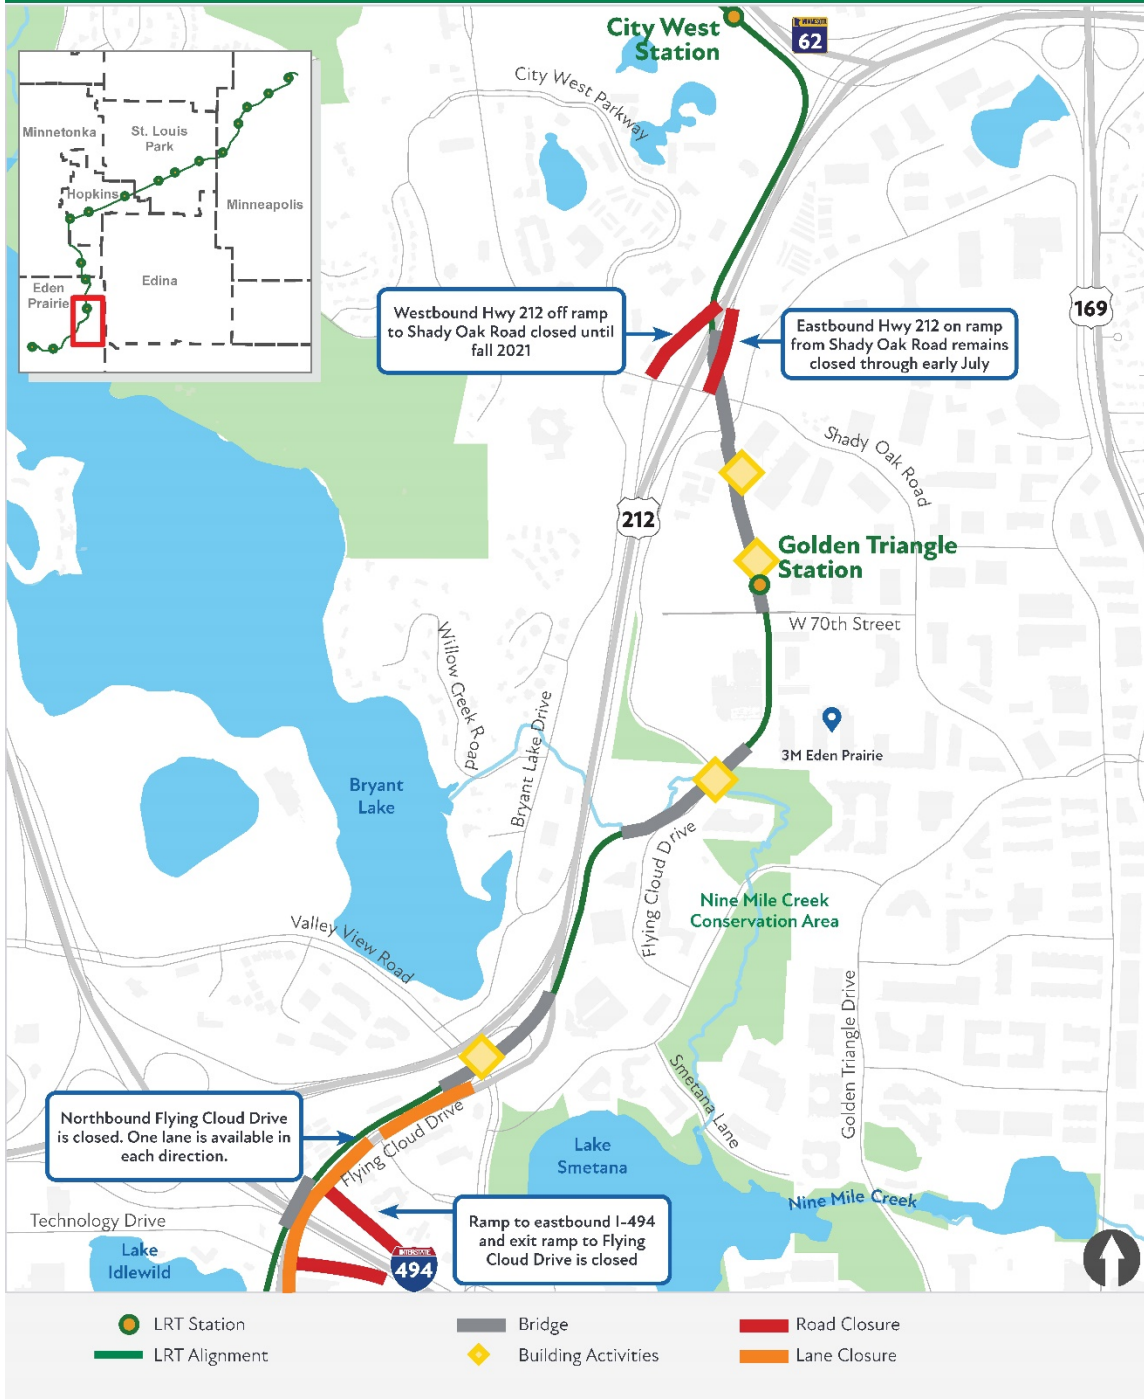 City West
Station
MINNESOTA
62
City West Parkway
Minnetonka
St. Louis
Park
Hopkins
Minneapolis
Edina
Eden
Prairie
Westbound Hwy 212 off ramp
to Shady Oak Road closed until
fall 2021
Eastbound Hwy 212 on ramp
from Shady Oak Road remains
closed through early July
169
Shady Oak Road
212
Golden Triangle
Station
W 70th Street
Willow Creek Road
Bryant Lake Drive
3M Eden Prairie
Bryant
Lake
Flying Cloud Drive
Nine Mile Creek
Conservation Area
Valley View Road
Golden Triangle Drive
Smetana Lane
Northbound Flying Cloud Drive
is closed. One lane is available in
each direction.
Flying Cloud Drive
Lake
Smetana
Nine Mile Creek
Technology Drive
Lake
Idlewild
INTERSTATE
494
Ramp to eastbound I-494
and exit ramp to Flying
Cloud Drive is closed
LRT Station
Bridge
Road Closure
LRT Alignment
Building Activities
Lane Closure